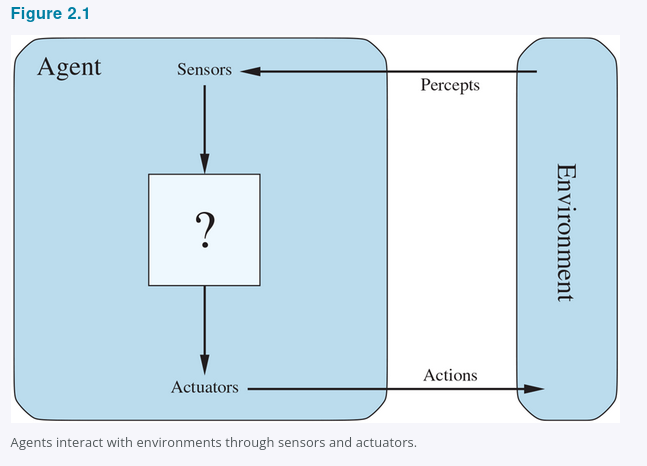 Figure 2.1
Agent
Sensors
Percepts
?
Environment
Actuators
Actions
Agents interact with environments through sensors and actuators.